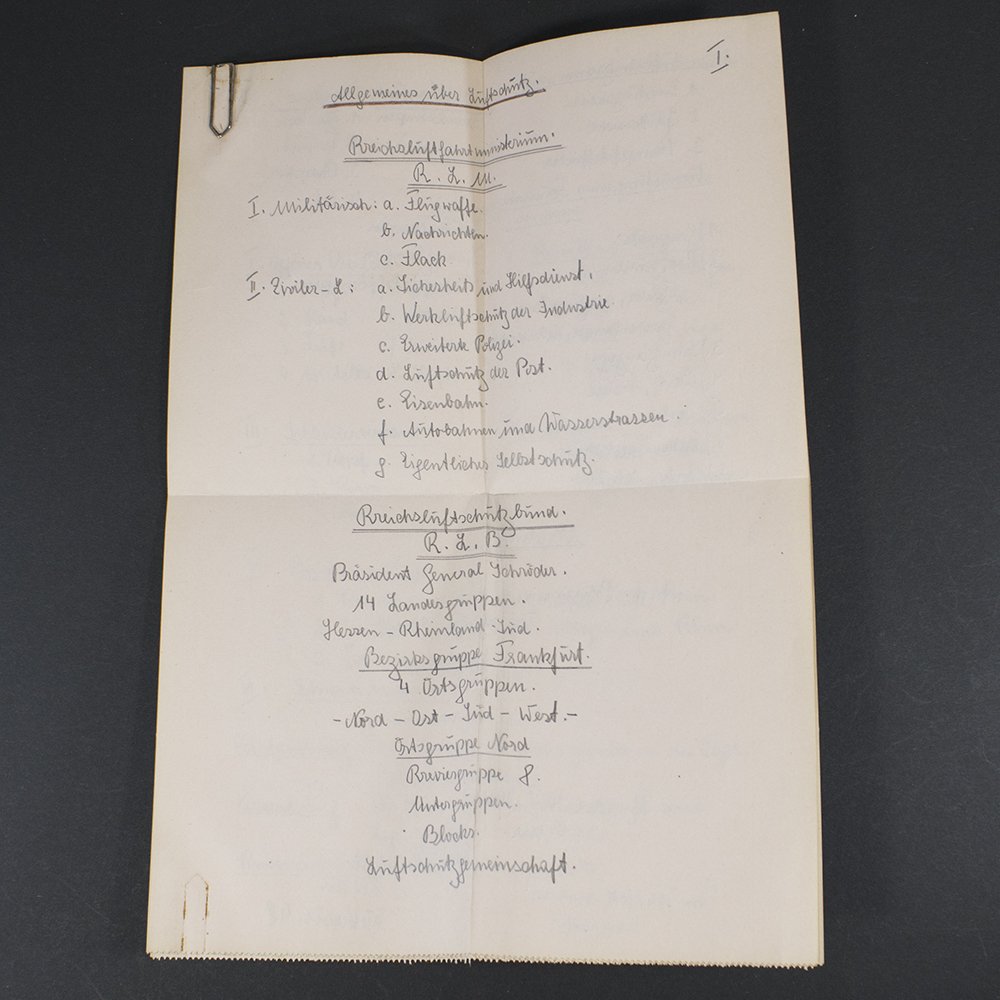 I.
Allgemeines über Luftschutz.
Reichsluftfahrtministerium.
R. L. M.
I. Militärisch: a. Flugwaffe.
b. Nachrichten.
c. Flack
II. Ziviler-L: a. Sicherheits und Hilfsdienst.
b. Werkluftschutz der Industrie
c. Erweiterte Polizei.
d. Luftschutz der Post.
e. Eisenbahn.
f. Autobahnen und Wasserstrassen.
g. Eigentliches Selbstschutz.
Reichsluftschutzbund.
R. L. B.
Präsident General Schröder.
14 Landesgruppen.
Hessen - Rheinland-Süd.
Bezirksgruppe Frankfurt.
4 Ortsgruppen.
- Nord - Ost - Süd - West. -
Ortsgruppe Nord
Reviergruppe 8.
Untergruppen.
Blocks.
Luftschutzgemeinschaft.